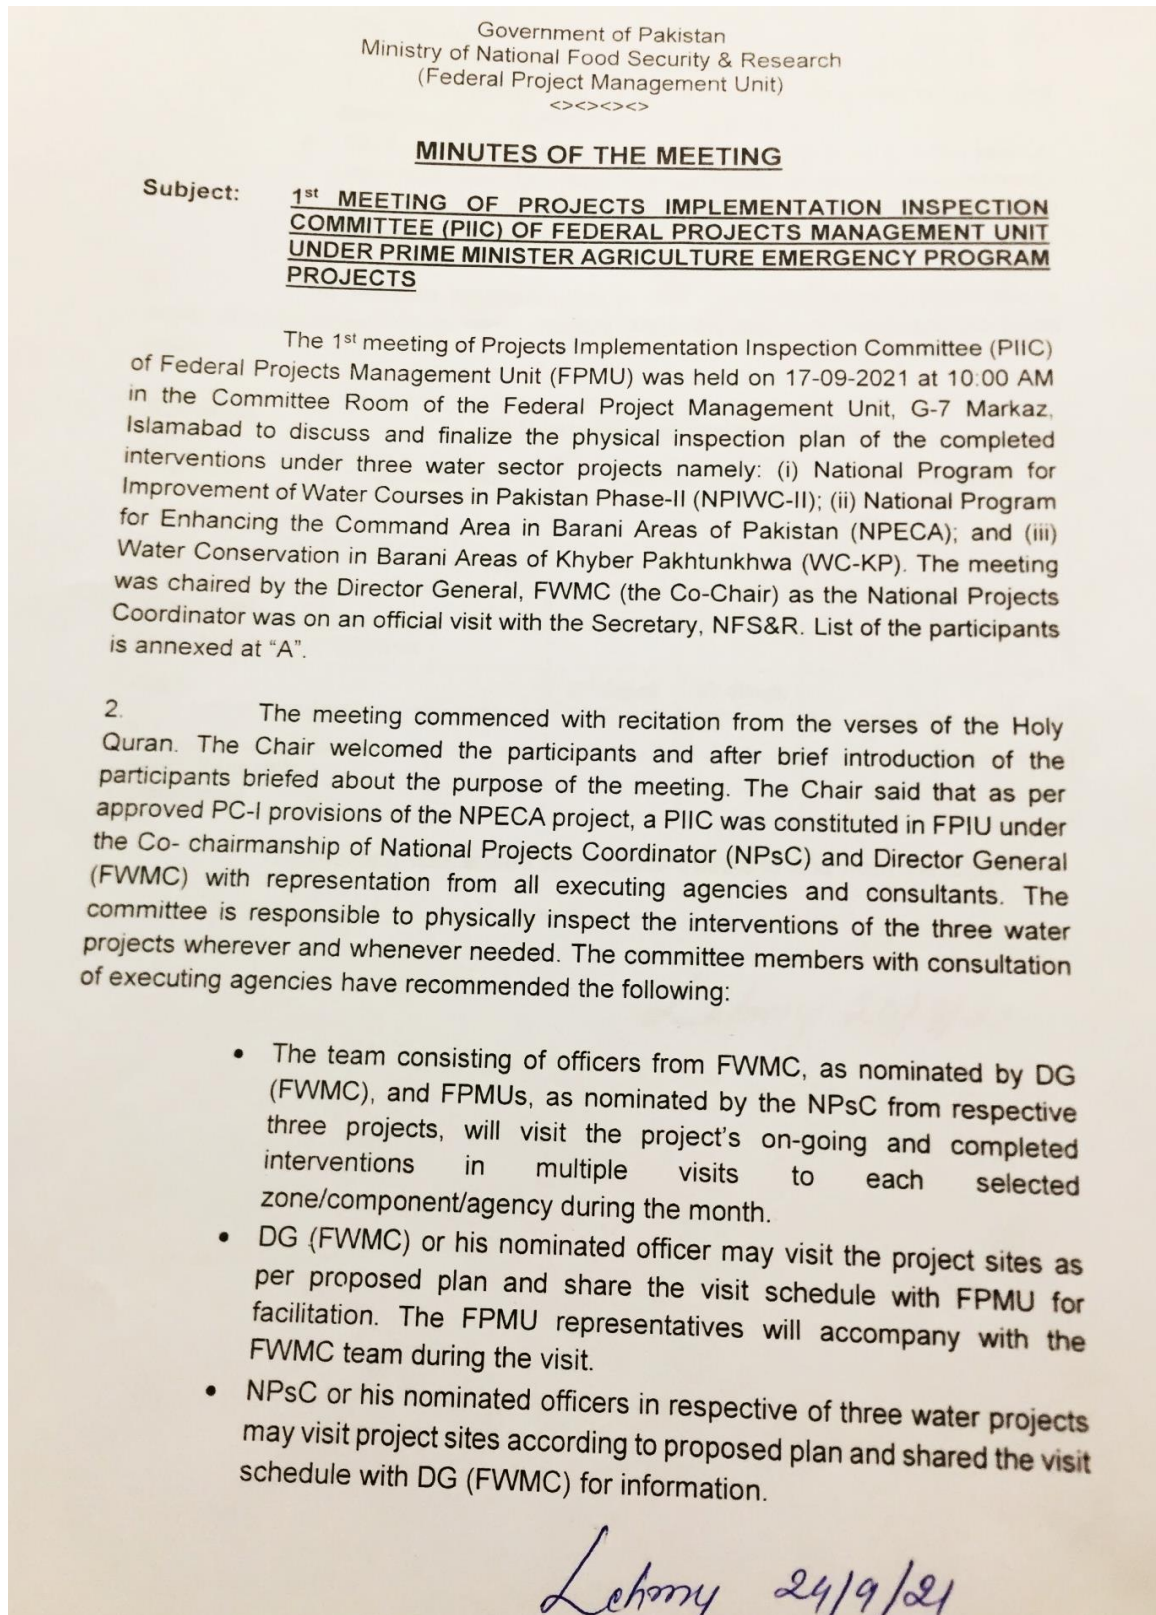 Government of Pakistan
Ministry of National Food Security & Research
(Federal Project Management Unit)
<><><><>
MINUTES OF THE MEETING
Subject: 1st MEETING OF PROJECTS IMPLEMENTATION INSPECTION
COMMITTEE (PIIC) OF FEDERAL PROJECTS MANAGEMENT UNIT
UNDER PRIME MINISTER AGRICULTURE EMERGENCY PROGRAM
PROJECTS
The 1st meeting of Projects Implementation Inspection Committee (PIIC)
of Federal Projects Management Unit (FPMU) was held on 17-09-2021 at 10:00 AM
in the Committee Room of the Federal Project Management Unit, G-7 Markaz,
Islamabad to discuss and finalize the physical inspection plan of the completed
interventions under three water sector projects namely: (i) National Program for
Improvement of Water Courses in Pakistan Phase-II (NPIWC-II); (ii) National Program
for Enhancing the Command Area in Barani Areas of Pakistan (NPECA); and (iii)
Water Conservation in Barani Areas of Khyber Pakhtunkhwa (WC-KP). The meeting
was chaired by the Director General, FWMC (the Co-Chair) as the National Projects
Coordinator was on an official visit with the Secretary, NFS&R. List of the participants
is annexed at “A”.
2. The meeting commenced with recitation from the verses of the Holy
Quran. The Chair welcomed the participants and after brief introduction of the
participants briefed about the purpose of the meeting. The Chair said that as per
approved PC-I provisions of the NPECA project, a PIIC was constituted in FPIU under
the Co- chairmanship of National Projects Coordinator (NPsC) and Director General
(FWMC) with representation from all executing agencies and consultants. The
committee is responsible to physically inspect the interventions of the three water
projects wherever and whenever needed. The committee members with consultation
of executing agencies have recommended the following:
• The team consisting of officers from FWMC, as nominated by DG
(FWMC), and FPMUs, as nominated by the NPsC from respective
three projects, will visit the project’s on-going and completed
interventions in multiple visits to each selected
zone/component/agency during the month.
• DG (FWMC) or his nominated officer may visit the project sites as
per proposed plan and share the visit schedule with FPMU for
facilitation. The FPMU representatives will accompany with the
FWMC team during the visit.
• NPsC or his nominated officers in respective of three water projects
may visit project sites according to proposed plan and shared the visit
schedule with DG (FWMC) for information.
24/9/21